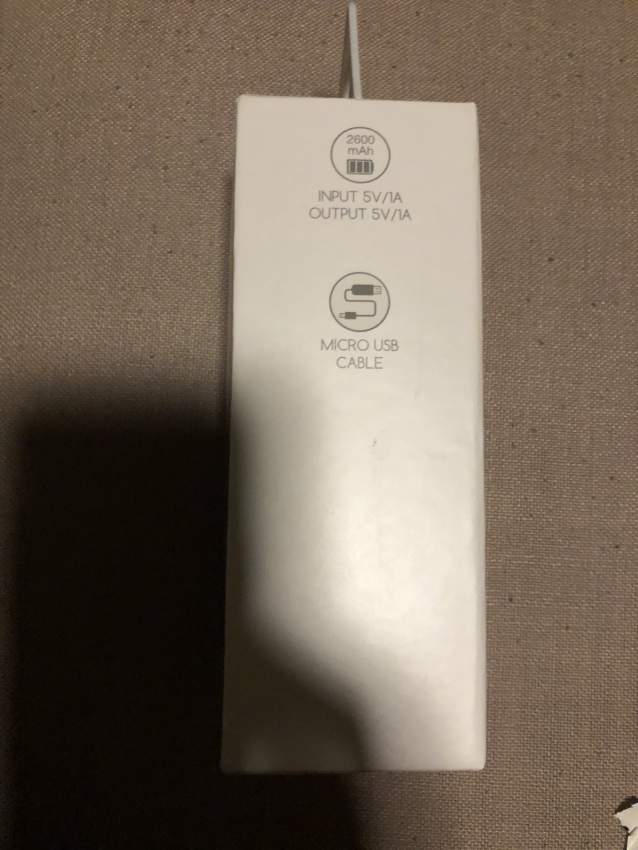 2600
mAh
INPUT 5V/1A
OUTPUT 5V/1A
MICRO USB
CABLE